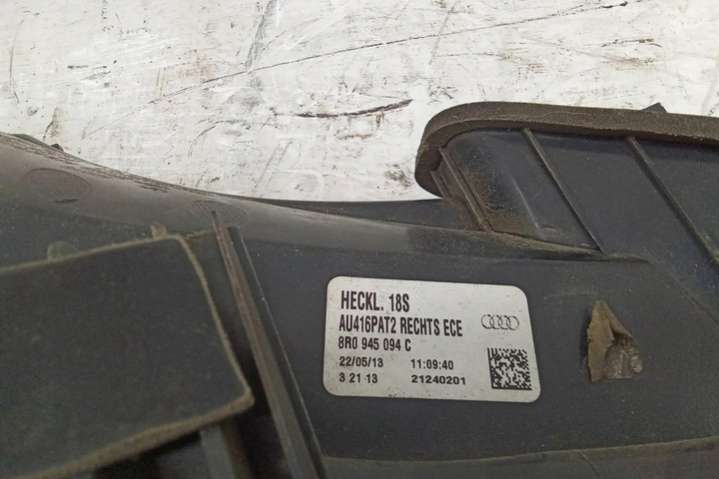 HECKL. 18S
AU416PAT2 RECHTS ECE
8R0 945 094 C
22/05/13 11:09:40
3 21 13 21240201